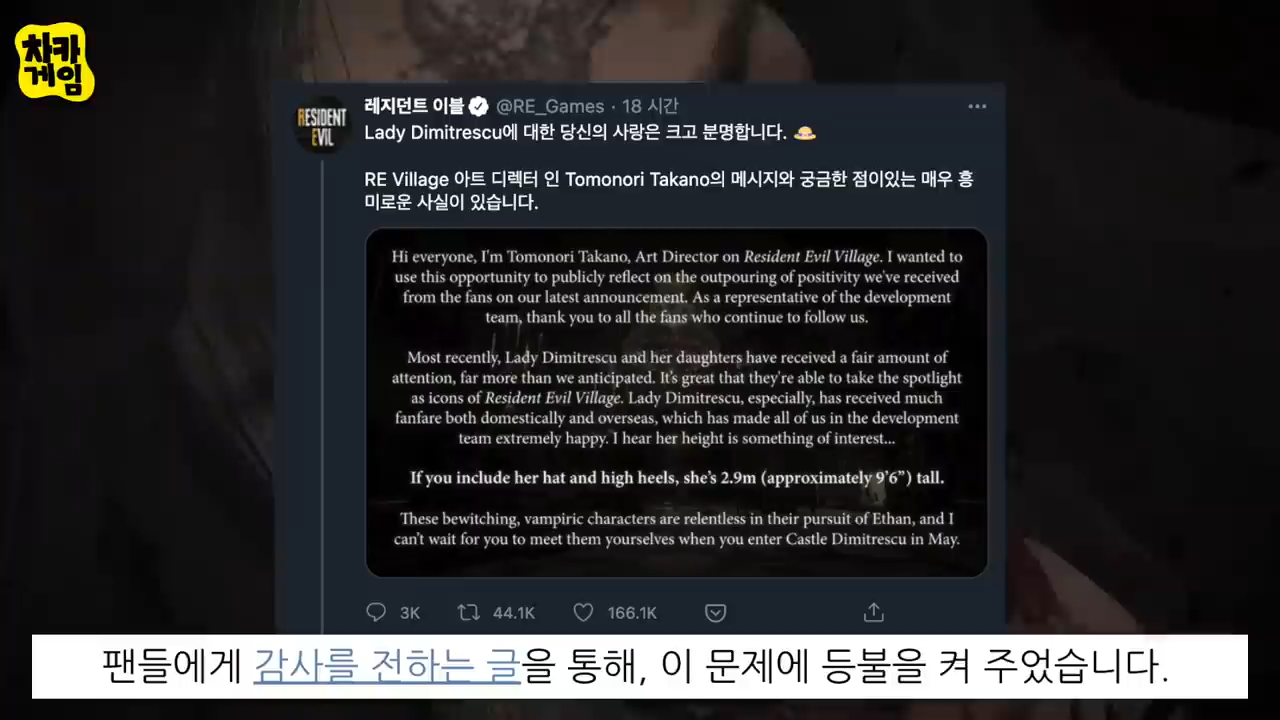 차카
게임
RESIDENT
EVIL
레지던트 이블 @RE_Games · 18 시간
Lady Dimitrescu에 대한 당신의 사랑은 크고 분명합니다. 👒
RE Village 아트 디렉터 인 Tomonori Takano의 메시지와 궁금한 점이있는 매우 흥
미로운 사실이 있습니다.
Hi everyone, I'm Tomonori Takano, Art Director on Resident Evil Village. I wanted to
use this opportunity to publicly reflect on the outpouring of positivity we've received
from the fans on our latest announcement. As a representative of the development
team, thank you to all the fans who continue to follow us.
Most recently, Lady Dimitrescu and her daughters have received a fair amount of
attention, far more than we anticipated. It's great that they're able to take the spotlight
as icons of Resident Evil Village. Lady Dimitrescu, especially, has received much
fanfare both domestically and overseas, which has made all of us in the development
team extremely happy. I hear her height is something of interest...
If you include her hat and high heels, she's 2.9m (approximately 9'6”) tall.
These bewitching, vampiric characters are relentless in their pursuit of Ethan, and I
can't wait for you to meet them yourselves when you enter Castle Dimitrescu in May.
3K 44.1K 166.1K
팬들에게 감사를 전하는 글을 통해, 이 문제에 등불을 켜 주었습니다.